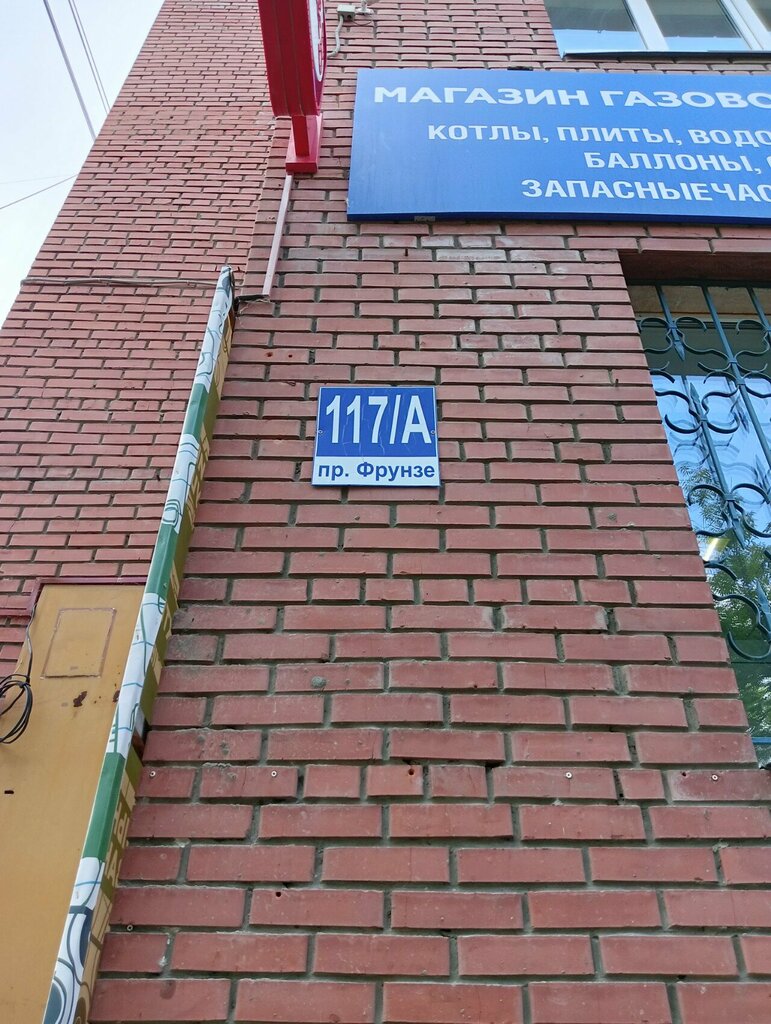 МАГАЗИН ГАЗОВО
КОТЛЫ, ПЛИТЫ, ВОДО
БАЛЛОНЫ,
ЗАПАСНЫЕЧАС
117/А
пр. Фрунзе